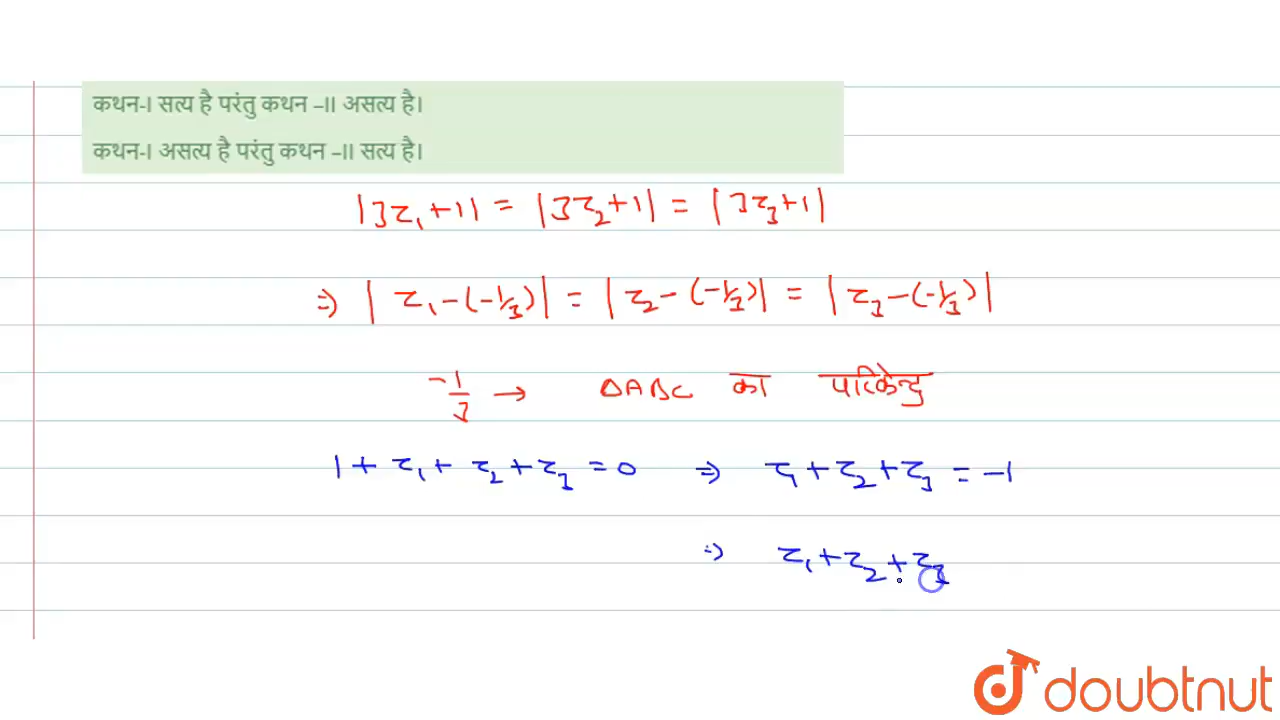 कथन-I सत्य है परंतु कथन –II असत्य है।
कथन-I असत्य है परंतु कथन –II सत्य है।
|3z₁+1| = |3z₂+1| = |3z₃+1|
⇒ |z₁-(-1/3)| = |z₂-(-1/3)| = |z₃-(-1/3)|
-1/3 → ΔABC का परिकेन्द्र
1+z₁+z₂+z₃=0 ⇒ z₁+z₂+z₃=-1
⇒ z₁+z₂+z₃
doubtnut